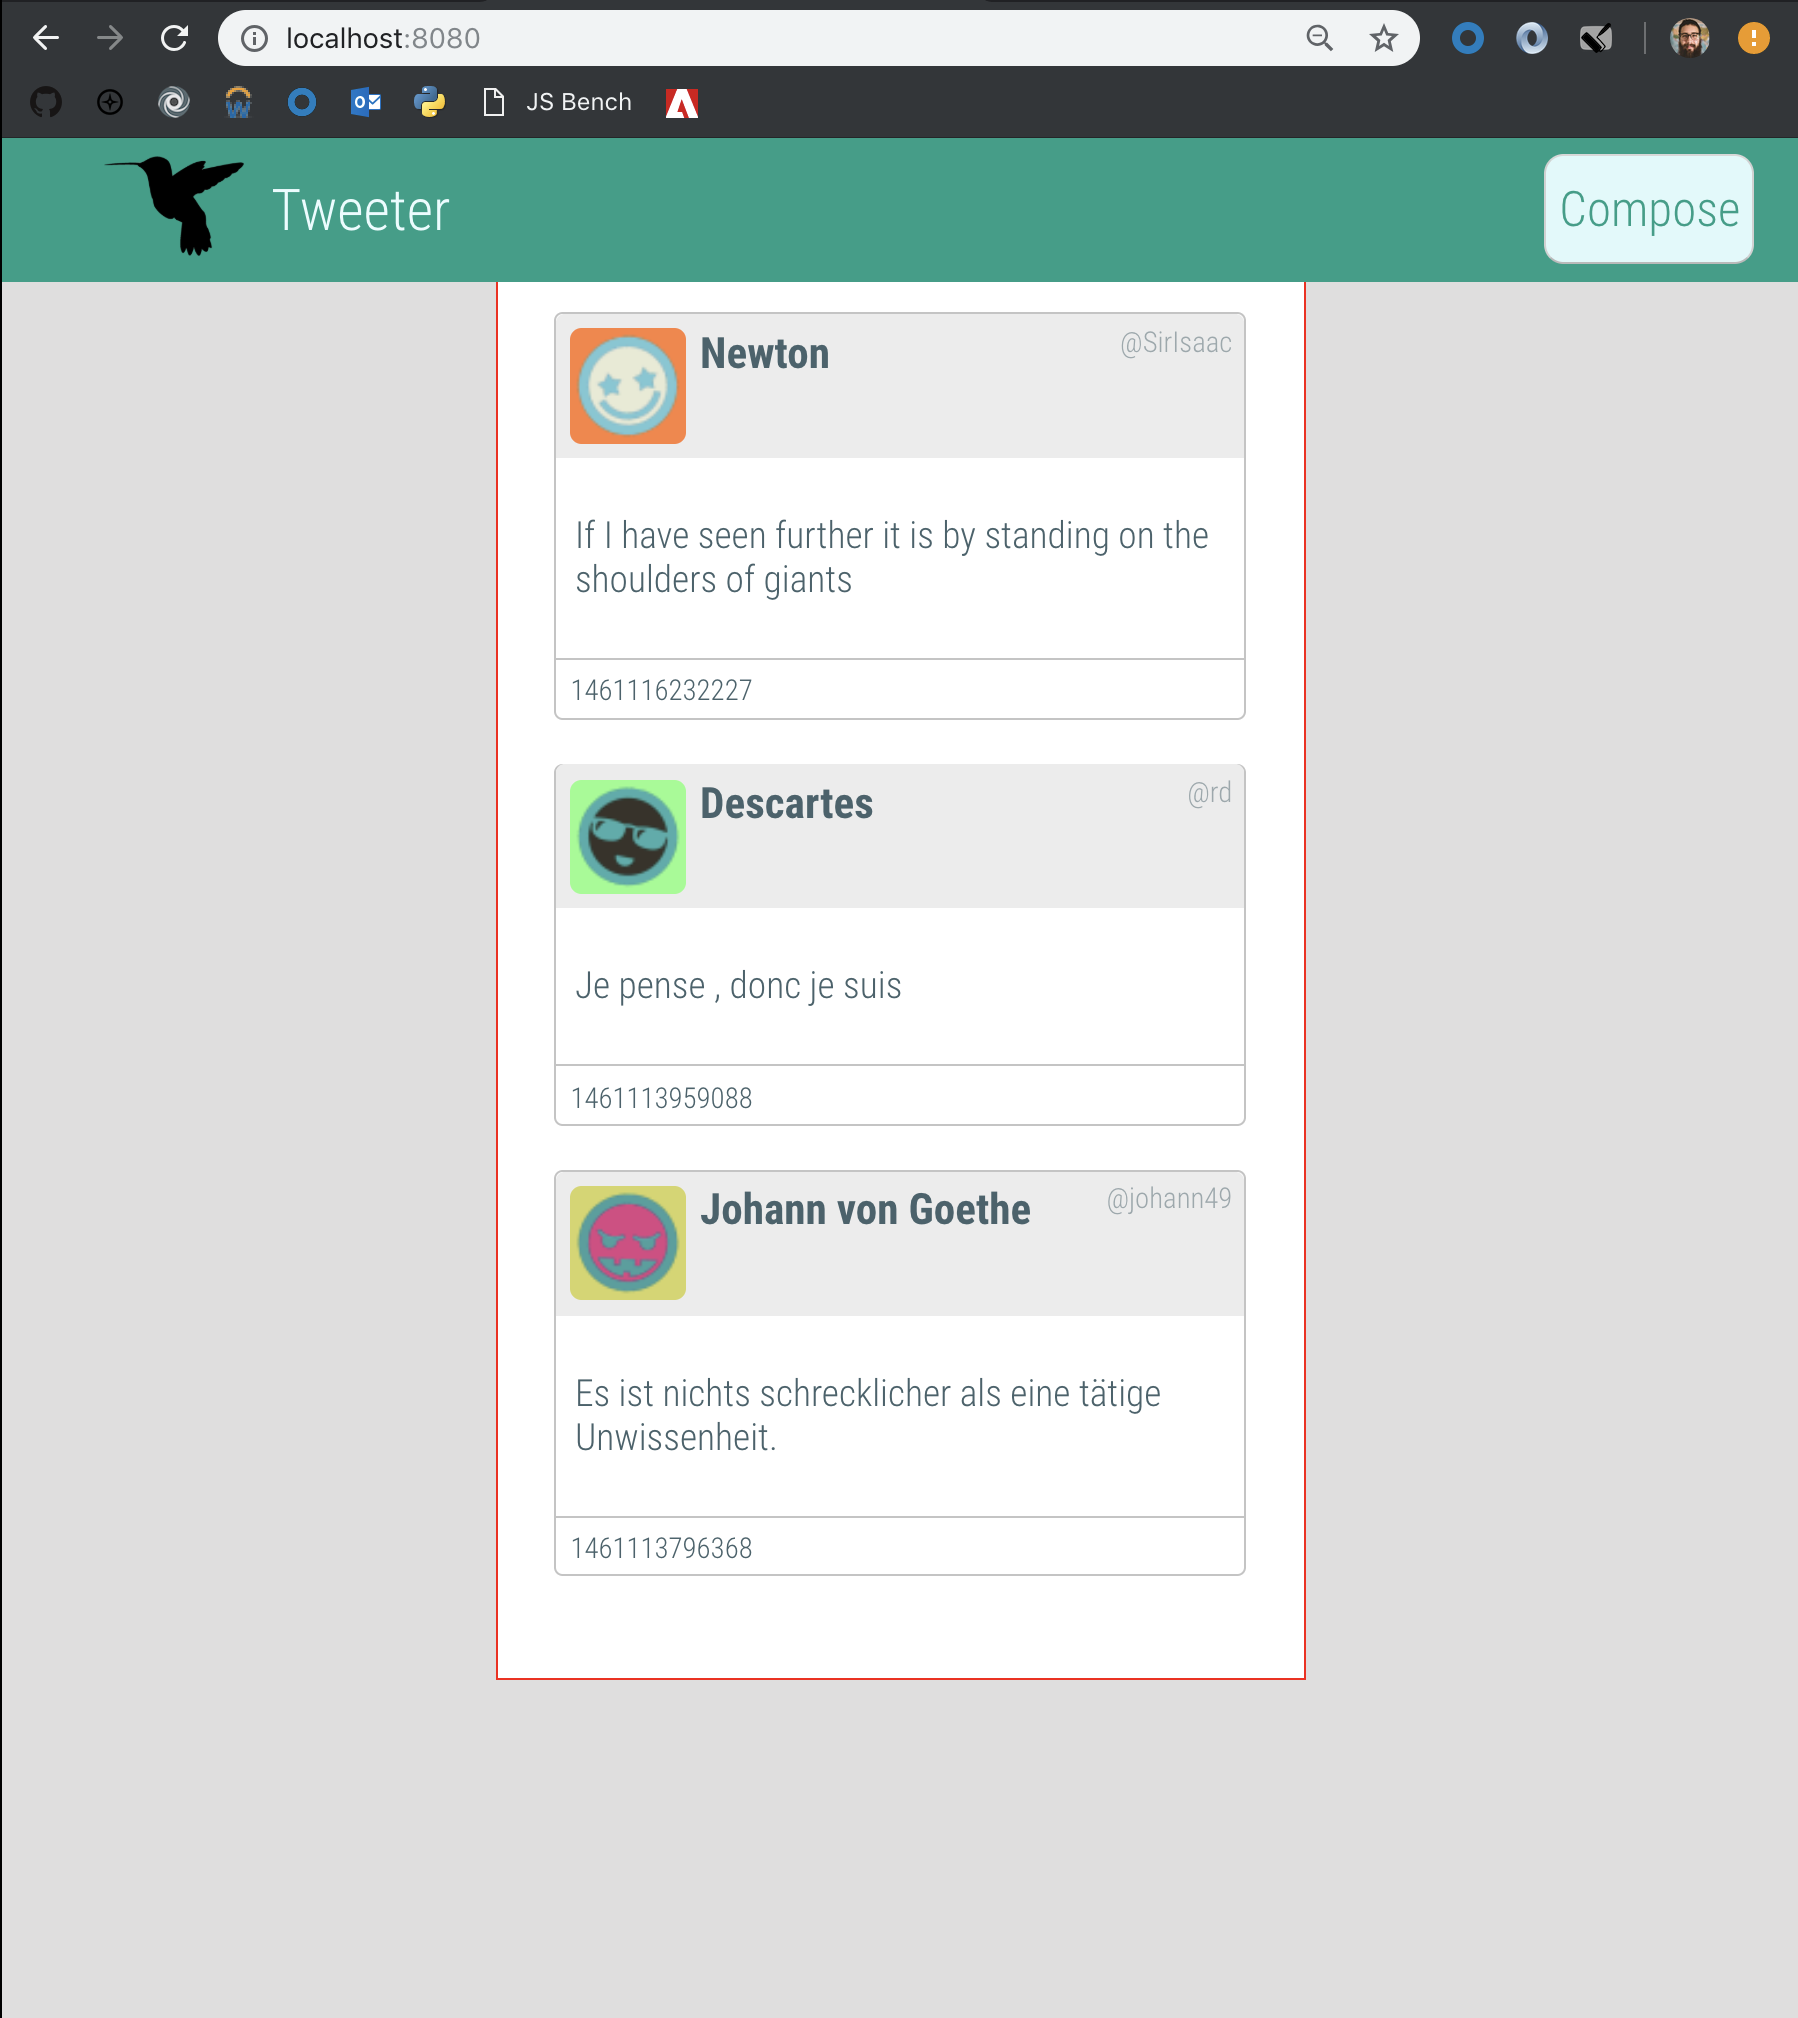 localhost:8080
JS Bench
Tweeter
Compose
Newton
@SirIsaac
If I have seen further it is by standing on the
shoulders of giants
1461116232227
Descartes
@rd
Je pense , donc je suis
1461113959088
Johann von Goethe
@johann49
Es ist nichts schrecklicher als eine tätige
Unwissenheit.
1461113796368